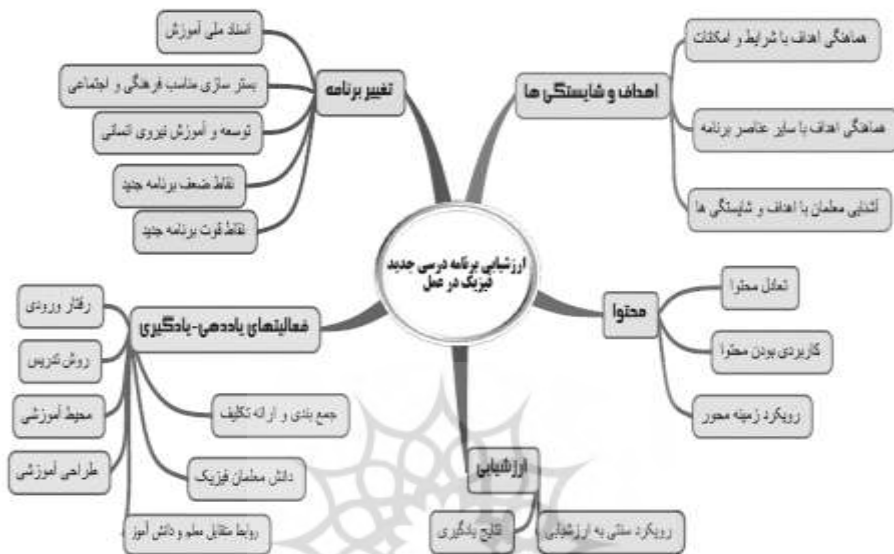 ارزشیابی برنامه درسی جدید
فیزیک در عمل
اهداف و شایستگی ها
هماهنگی اهداف با شرایط و امکانات
هماهنگی اهداف با سایر عناصر برنامه
آشنایی معلمان با اهداف و شایستگی ها
محتوا
تعادل محتوا
کاربردی بودن محتوا
رویکرد زمینه محور
ارزشیابی
رویکرد سنتی به ارزشیابی
نتایج یادگیری
فعالیتهای یاددهی-یادگیری
رفتار ورودی
روش تدریس
محیط آموزشی
طراحی آموزشی
جمع بندی و ارائه تکلیف
دانش معلمان فیزیک
روابط متقابل معلم و دانش آموز
تغییر برنامه
اسناد ملی آموزش
بستر سازی مناسب فرهنگی و اجتماعی
توسعه و آموزش نیروی انسانی
نقاط ضعف برنامه جدید
نقاط قوت برنامه جدید